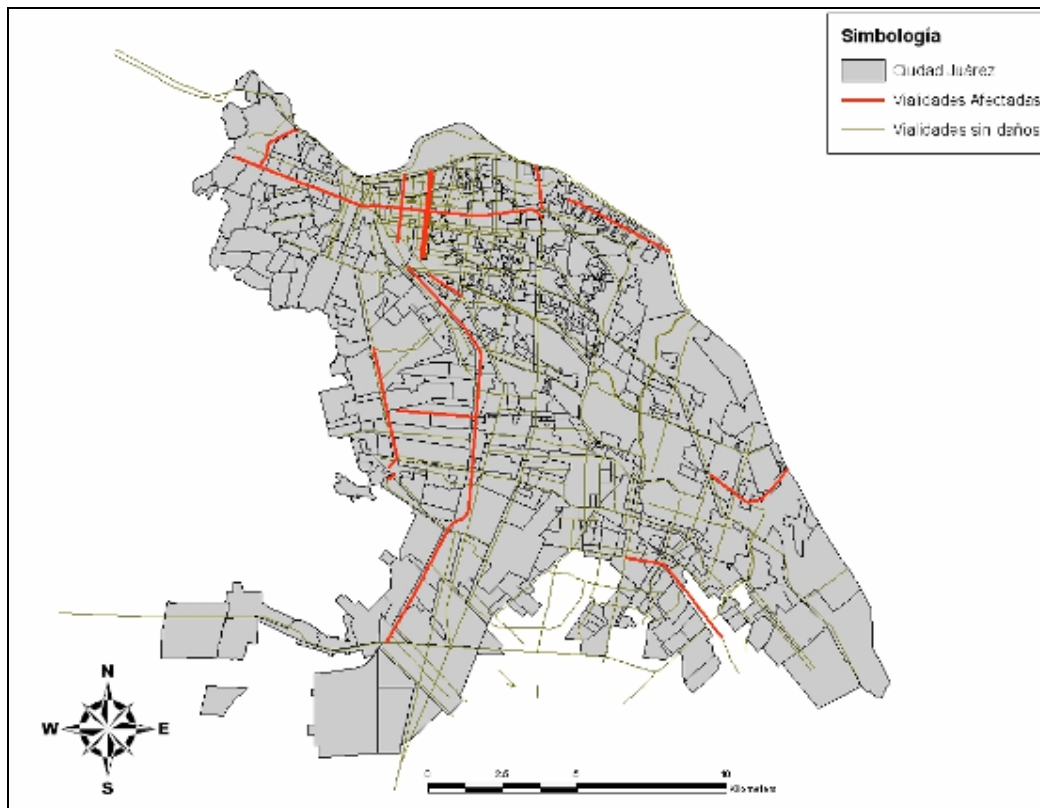 Simbología
Ciudad Juárez
Vialidades Afectadas
Vialidades sin daños
N
W E
S
0 2.5 5 10
Kilometers